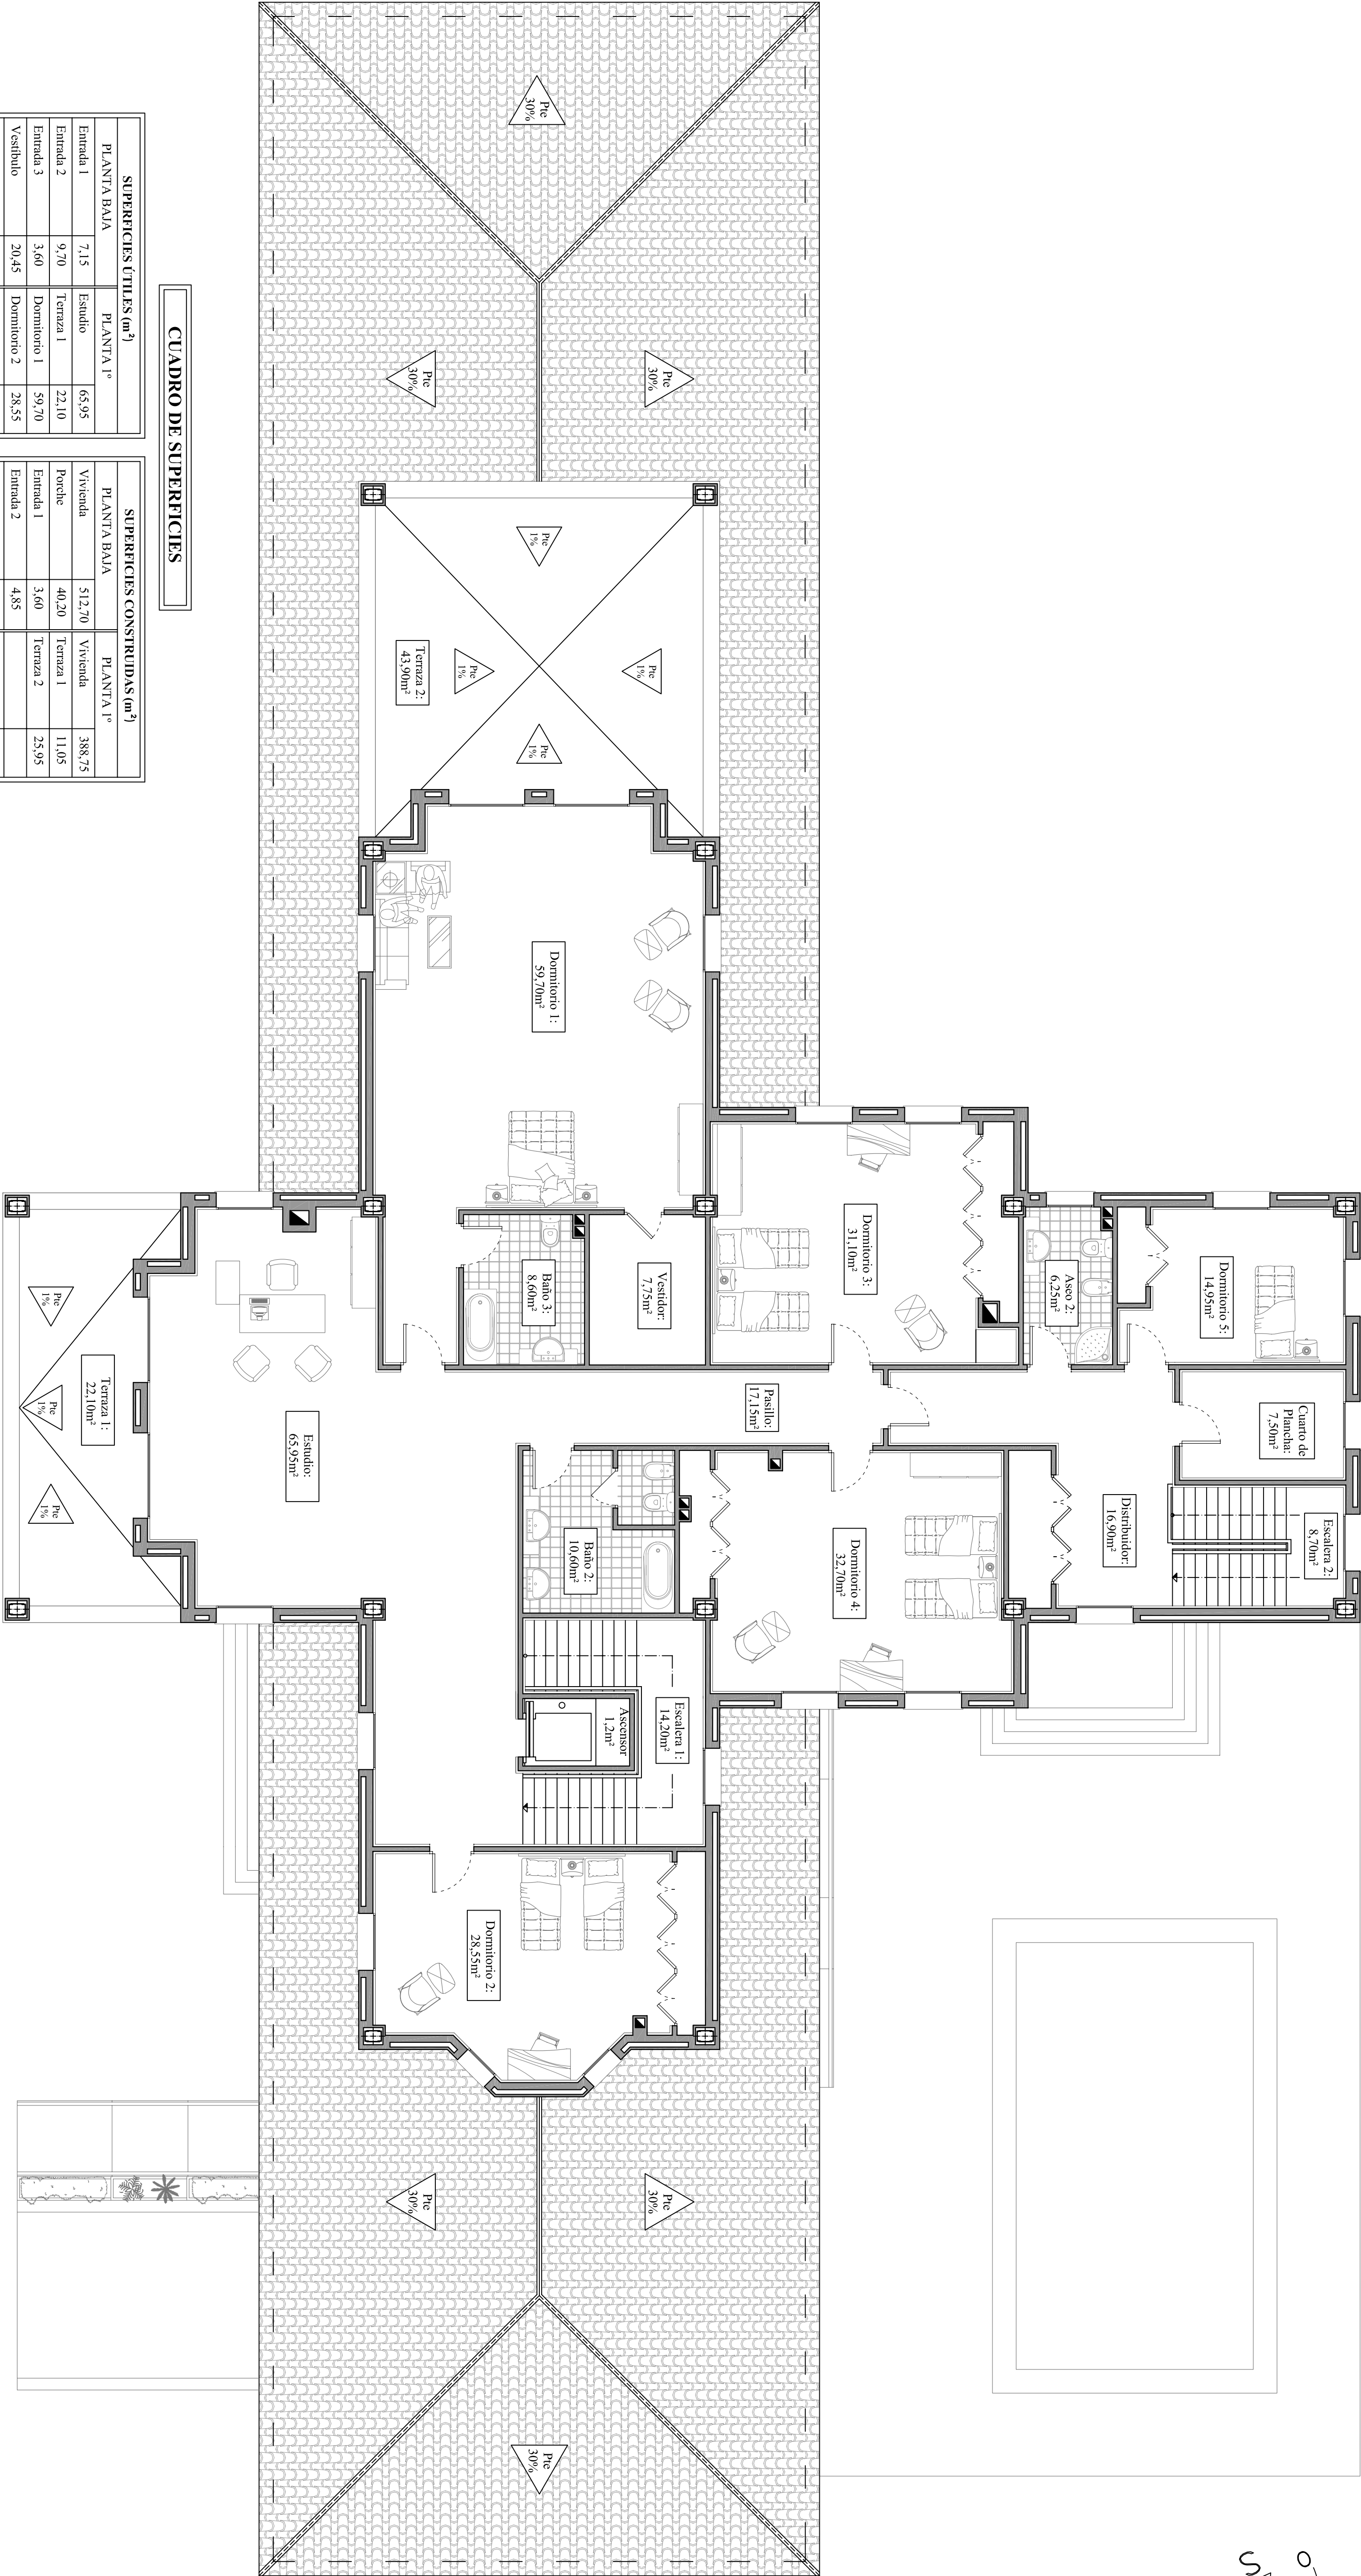 Escalera 2:
8,70m²
Cuarto de
Plancha:
7,50m²
Dormitorio 5:
14,95m²
Distribuidor:
16,90m²
Aseo 2:
6,25m²
Dormitorio 3:
31,10m²
Dormitorio 4:
32,70m²
Pasillo:
17,15m²
Escalera 1:
14,20m²
Vestidor:
7,75m²
Pte
30%
Pte
30%
Pte
1%
Ascensor
1,2m²
Baño 2:
10,60m²
Baño 3:
8,60m²
Dormitorio 1:
59,70m²
Pte
30%
Pte
1%
Pte
1%
Pte
30%
Dormitorio 2:
28,55m²
Pte
1%
Terraza 2:
43,90m²
Pte
30%
Pte
30%
Estudio:
65,95m²
Terraza 1:
22,10m²
Pte
1%
Pte
1%
Pte
1%
CUADRO DE SUPERFICIES
SUPERFICIES ÚTILES (m²)
PLANTA BAJA PLANTA 1º
Entrada 1 7,15 Estudio 65,95
Entrada 2 9,70 Terraza 1 22,10
Entrada 3 3,60 Dormitorio 1 59,70
Vestíbulo 20,45 Dormitorio 2 28,55
SUPERFICIES CONSTRUIDAS (m²)
PLANTA BAJA PLANTA 1º
Vivienda 512,70 Vivienda 388,75
Porche 40,20 Terraza 1 11,05
Entrada 1 3,60 Terraza 2 25,95
Entrada 2 4,85